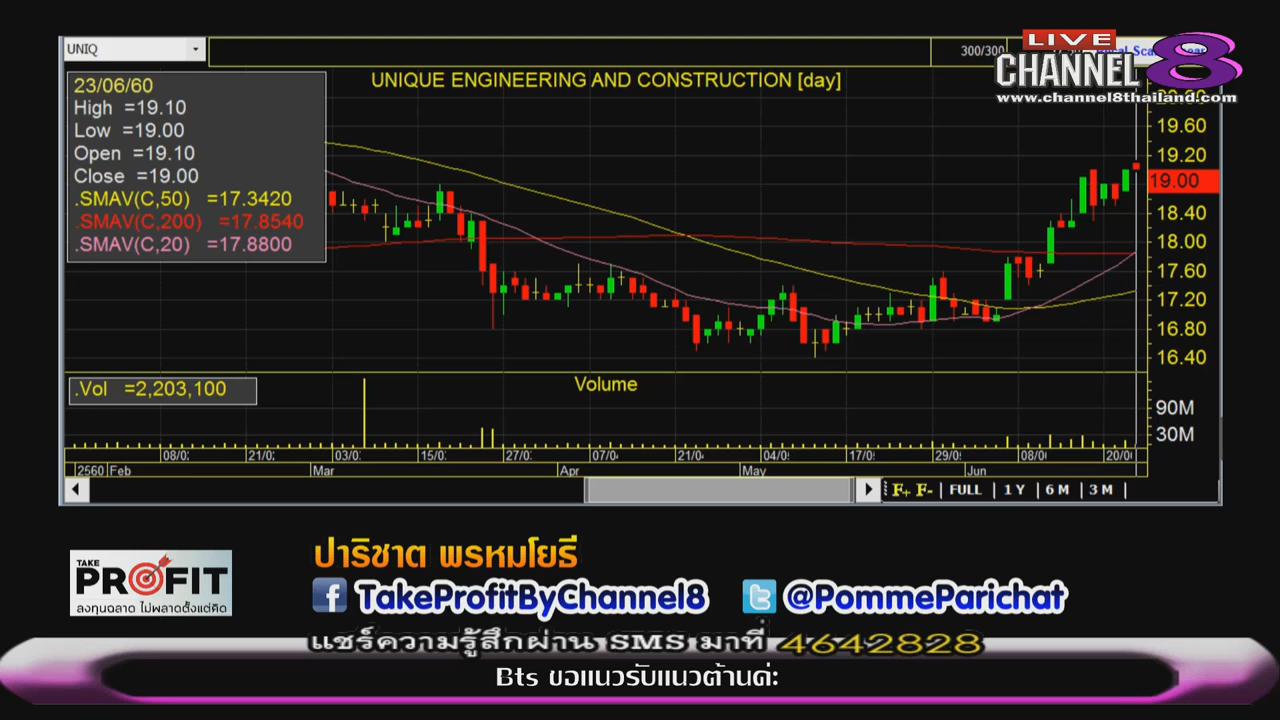 UNIQ
300/300
LIVE
CHANNEL 8
www.channel8thailand.com
UNIQUE ENGINEERING AND CONSTRUCTION [day]
23/06/60
High =19.10
Low =19.00
Open =19.10
Close =19.00
.SMAV(C,50) =17.3420
.SMAV(C,200) =17.8540
.SMAV(C,20) =17.8800
19.60
19.20
19.00
18.40
18.00
17.60
17.20
16.80
16.40
.Vol =2,203,100
Volume
90M
30M
08/0 21/0 03/0 15/0 27/0 07/0 21/0 04/0 17/0 29/0 08/0 20/0
2560 Feb Mar Apr May Jun
F+ F- FULL 1 Y 6 M 3 M
ปาริชาต พรหมโยธี
TAKE PROFIT
ลงทุนฉลาด ไม่พลาดตั้งแต่คิด
f TakeProfitByChannel8 t @PommeParichat
แชร์ความรู้สึกผ่าน SMS มาที่ 4642828
Bts ขอแนวรับแนวต้านค่ะ